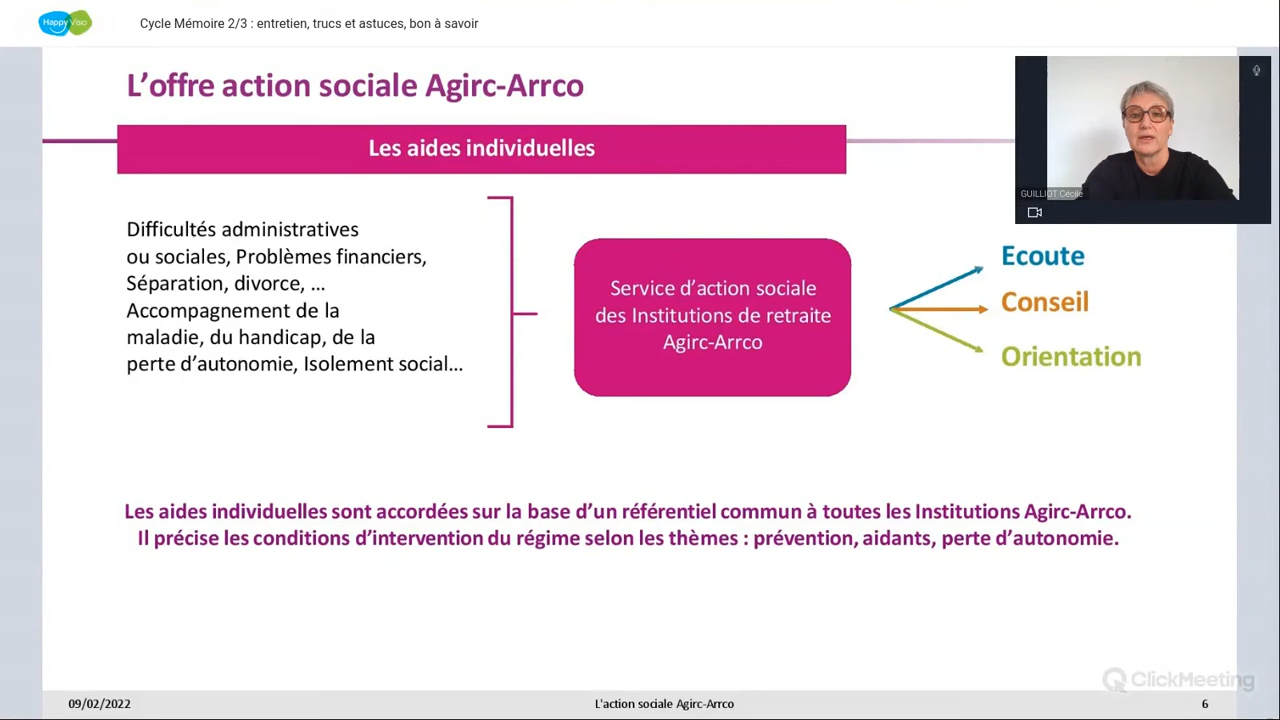 Happy Visio
Cycle Mémoire 2/3 : entretien, trucs et astuces, bon à savoir
L’offre action sociale Agirc-Arrco
Les aides individuelles
GUILLIOT Cécile
Difficultés administratives
ou sociales, Problèmes financiers,
Séparation, divorce, ...
Accompagnement de la
maladie, du handicap, de la
perte d’autonomie, Isolement social...
Service d’action sociale
des Institutions de retraite
Agirc-Arrco
Ecoute
Conseil
Orientation
Les aides individuelles sont accordées sur la base d’un référentiel commun à toutes les Institutions Agirc-Arrco.
Il précise les conditions d’intervention du régime selon les thèmes : prévention, aidants, perte d’autonomie.
ClickMeeting
09/02/2022
L'action sociale Agirc-Arrco
6